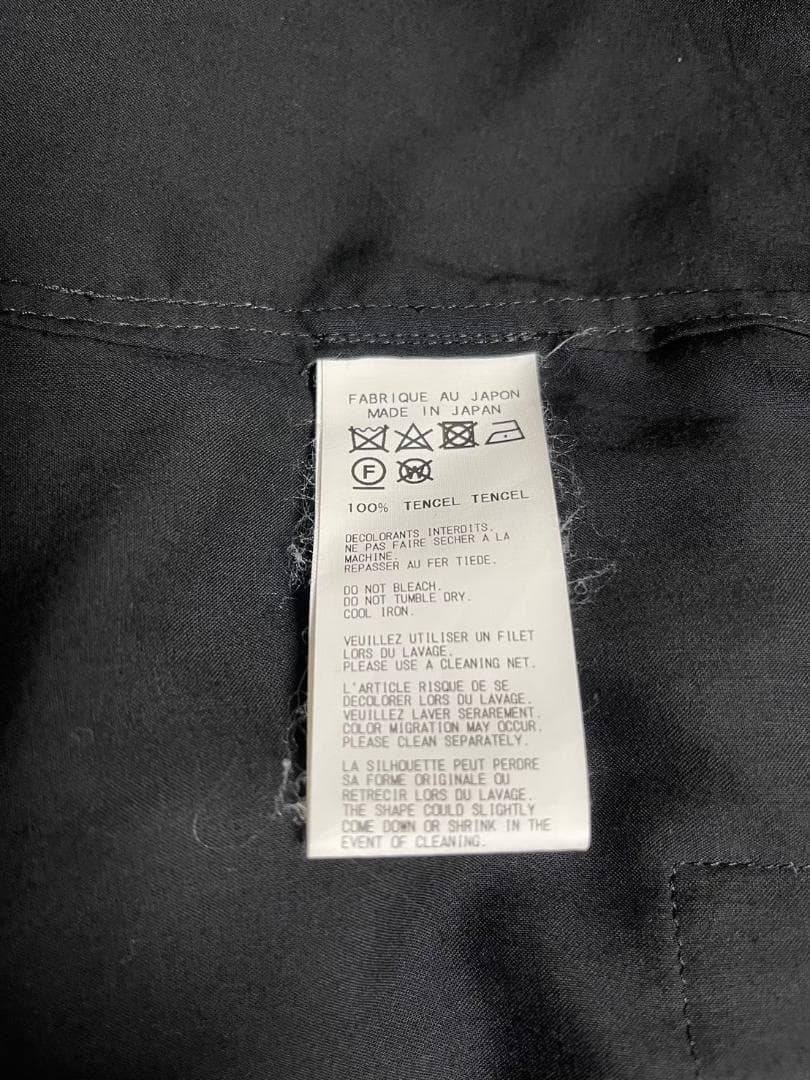 FABRIQUE AU JAPON
MADE IN JAPAN
F W
100% TENCEL TENCEL
DECOLORANTS INTERDITS.
NE PAS FAIRE SECHER A LA
MACHINE.
REPASSER AU FER TIEDE.
DO NOT BLEACH.
DO NOT TUMBLE DRY.
COOL IRON.
VEUILLEZ UTILISER UN FILET
LORS DU LAVAGE.
PLEASE USE A CLEANING NET.
L'ARTICLE RISQUE DE SE
DECOLORER LORS DU LAVAGE.
VEUILLEZ LAVER SERAREMENT.
COLOR MIGRATION MAY OCCUR.
PLEASE CLEAN SEPARATELY.
LA SILHOUETTE PEUT PERDRE
SA FORME ORIGINALE OU
RETRECIR LORS DU LAVAGE.
THE SHAPE COULD SLIGHTLY
COME DOWN OR SHRINK IN THE
EVENT OF CLEANING.